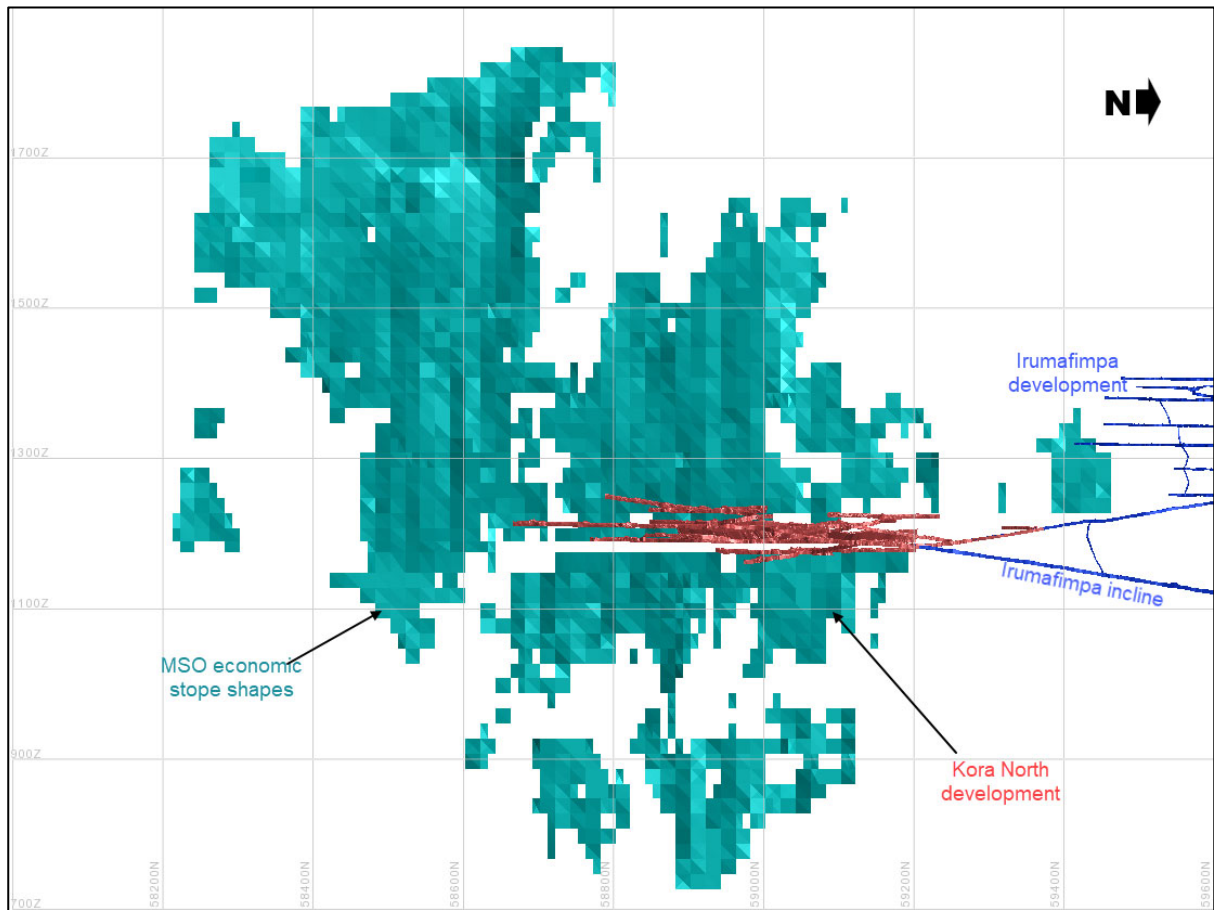 N
1700Z
1500Z
Irumafimpa
development
1300Z
Irumafimpa incline
1100Z
MSO economic
stope shapes
900Z
Kora North
development
700Z
58200N
58400N
58600N
58800N
59000N
59200N
59400N
59600N